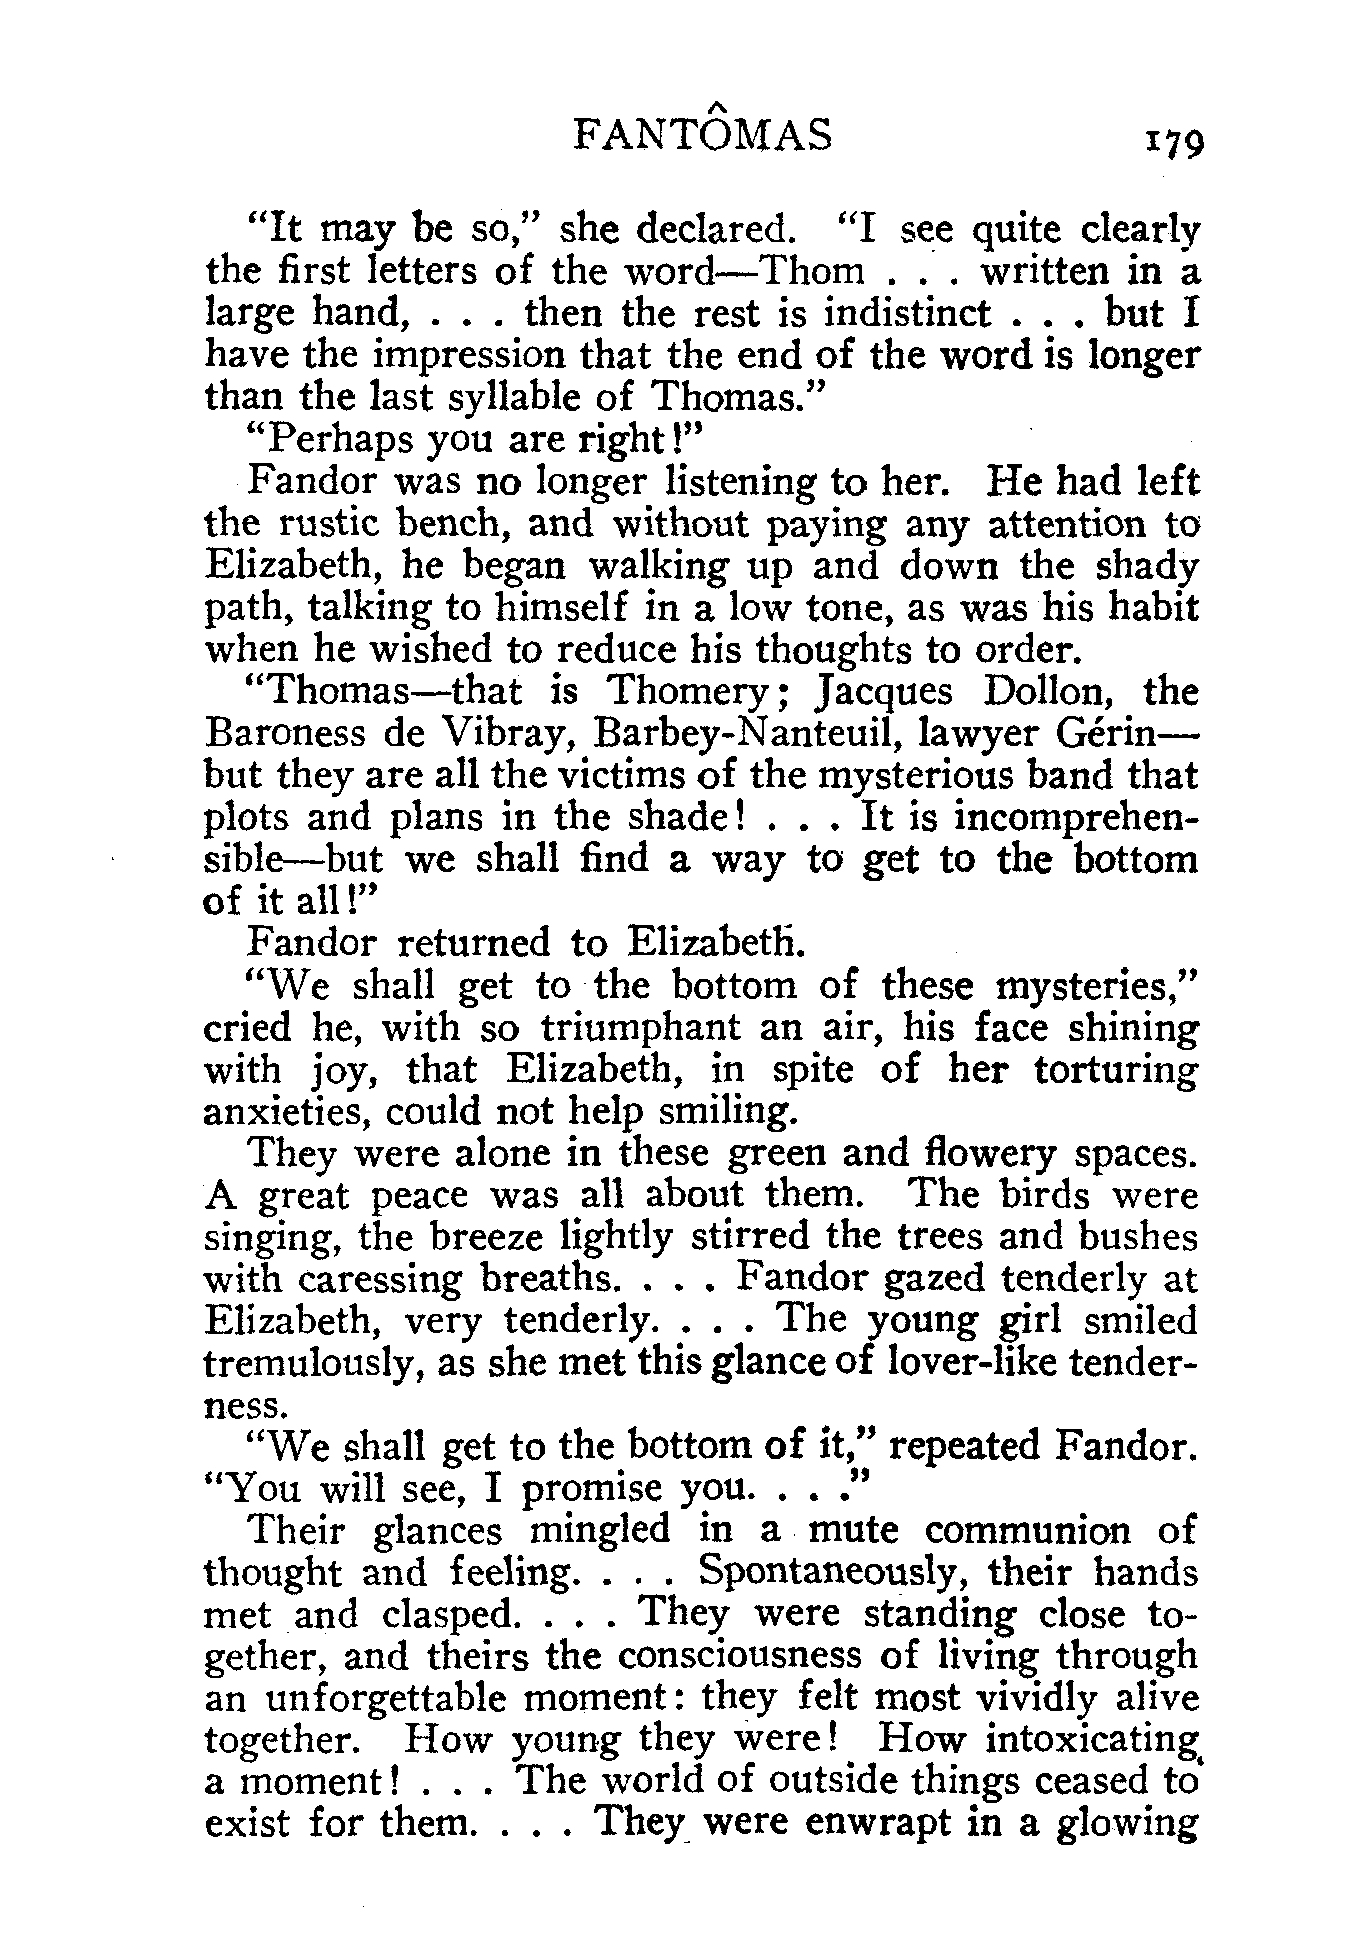 FANTÔMAS 179
“It may be so,” she declared. “I see quite clearly
the first letters of the word—Thom . . . written in a
large hand, . . . then the rest is indistinct . . . but I
have the impression that the end of the word is longer
than the last syllable of Thomas.”
“Perhaps you are right!”
Fandor was no longer listening to her. He had left
the rustic bench, and without paying any attention to
Elizabeth, he began walking up and down the shady
path, talking to himself in a low tone, as was his habit
when he wished to reduce his thoughts to order.
“Thomas—that is Thomery; Jacques Dollon, the
Baroness de Vibray, Barbey-Nanteuil, lawyer Gérin—
but they are all the victims of the mysterious band that
plots and plans in the shade! . . . It is incomprehen-
sible—but we shall find a way to get to the bottom
of it all!”
Fandor returned to Elizabeth.
“We shall get to the bottom of these mysteries,”
cried he, with so triumphant an air, his face shining
with joy, that Elizabeth, in spite of her torturing
anxieties, could not help smiling.
They were alone in these green and flowery spaces.
A great peace was all about them. The birds were
singing, the breeze lightly stirred the trees and bushes
with caressing breaths. . . . Fandor gazed tenderly at
Elizabeth, very tenderly. . . . The young girl smiled
tremulously, as she met this glance of lover-like tender-
ness.
“We shall get to the bottom of it,” repeated Fandor.
“You will see, I promise you. . . .”
Their glances mingled in a mute communion of
thought and feeling. . . . Spontaneously, their hands
met and clasped. . . . They were standing close to-
gether, and theirs the consciousness of living through
an unforgettable moment: they felt most vividly alive
together. How young they were! How intoxicating
a moment! . . . The world of outside things ceased to
exist for them. . . . They were enwrapt in a glowing